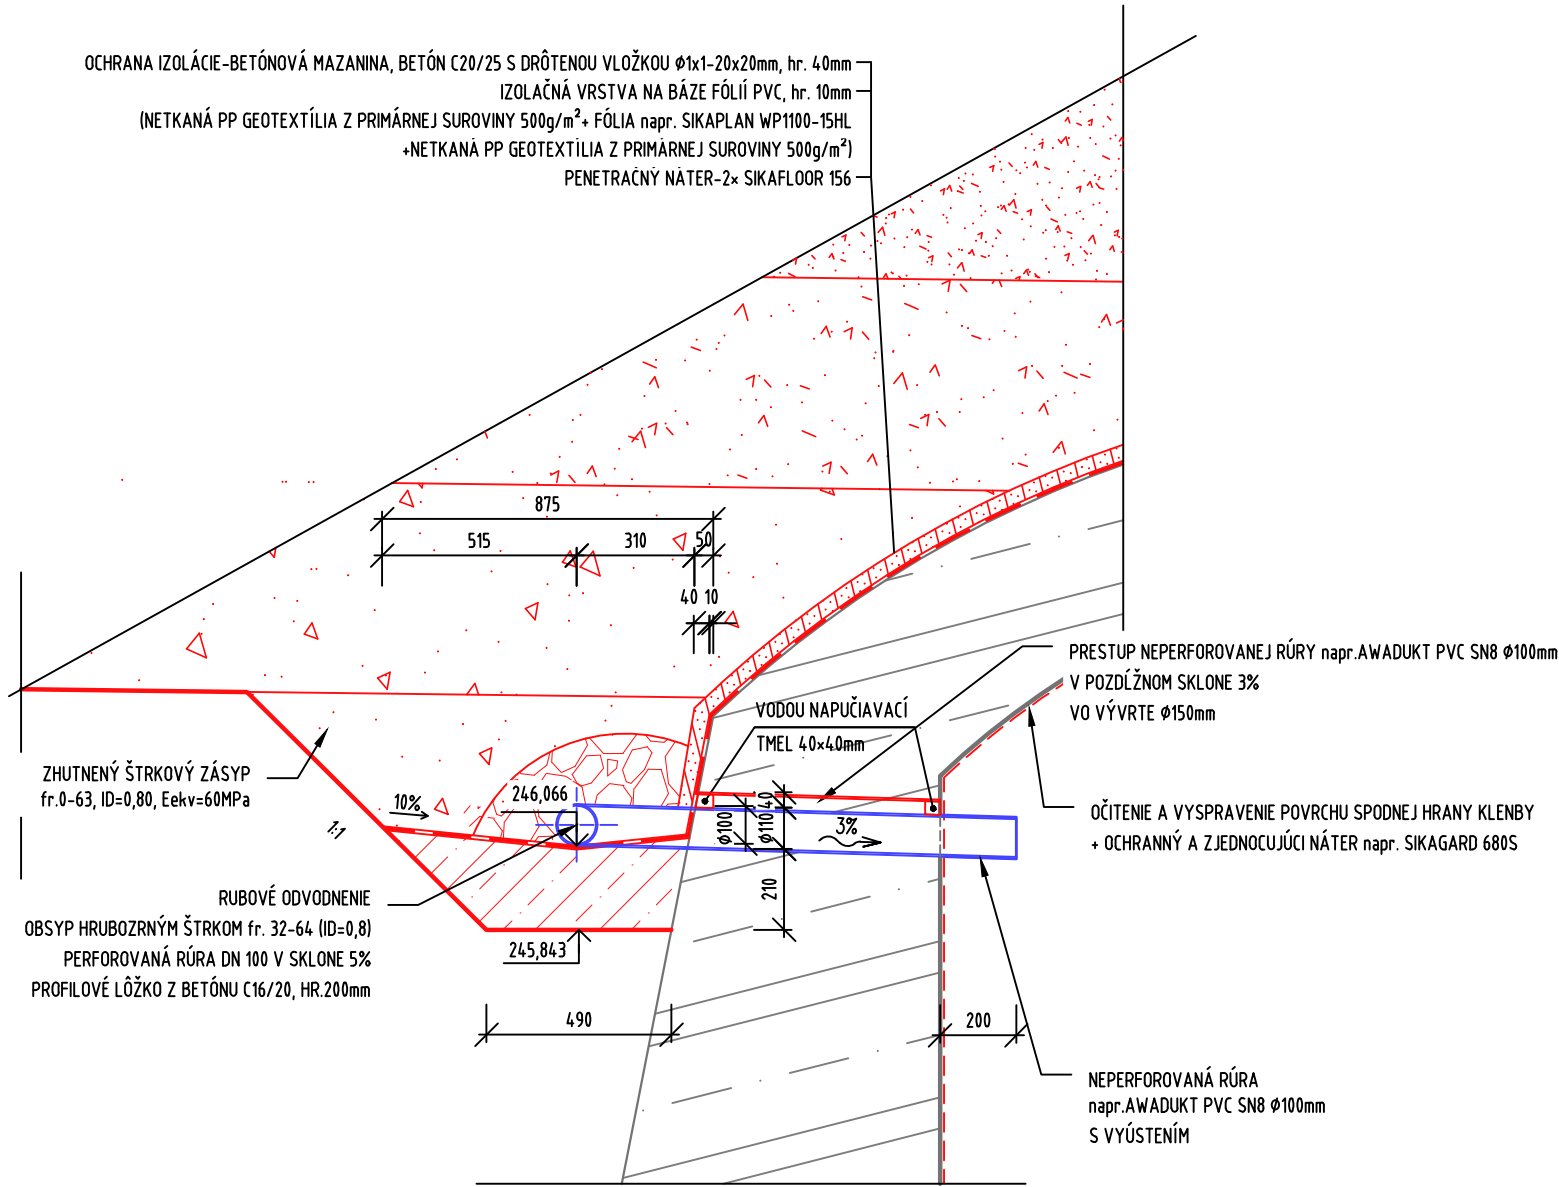 OCHRANA IZOLÁCIE-BETÓNOVÁ MAZANINA, BETÓN C20/25 S DRÔTENOU VLOŽKOU Φ1x1-20x20mm, hr. 40mm
IZOLAČNÁ VRSTVA NA BÁZE FÓLIÍ PVC, hr. 10mm
(NETKANÁ PP GEOTEXTÍLIA Z PRIMÁRNEJ SUROVINY 500g/m²+ FÓLIA napr. SIKAPLAN WP1100-15HL
+NETKANÁ PP GEOTEXTÍLIA Z PRIMÁRNEJ SUROVINY 500g/m²)
PENETRAČNÝ NÁTER-2× SIKAFLOOR 156
875
515
310
50
40
10
PRESTUP NEPERFOROVANEJ RÚRY napr.AWADUKT PVC SN8 Φ100mm
V POZDĹŽNOM SKLONE 3%
VO VÝVRTE Φ150mm
VODOU NAPUČIAVACÍ
TMEL 40×40mm
ZHUTNENÝ ŠTRKOVÝ ZÁSYP
fr.0-63, ID=0,80, Eekv=60MPa
10%
1:1
246,066
Φ100
Φ110
40
210
3%
OČITENIE A VYSPRAVENIE POVRCHU SPODNEJ HRANY KLENBY
+ OCHRANNÝ A ZJEDNOCUJÚCI NÁTER napr. SIKAGARD 680S
RUBOVÉ ODVODNENIE
OBSYP HRUBOZRNÝM ŠTRKOM fr. 32-64 (ID=0,8)
PERFOROVANÁ RÚRA DN 100 V SKLONE 5%
PROFILOVÉ LÔŽKO Z BETÓNU C16/20, HR.200mm
245,843
490
200
NEPERFOROVANÁ RÚRA
napr.AWADUKT PVC SN8 Φ100mm
S VYÚSTENÍM